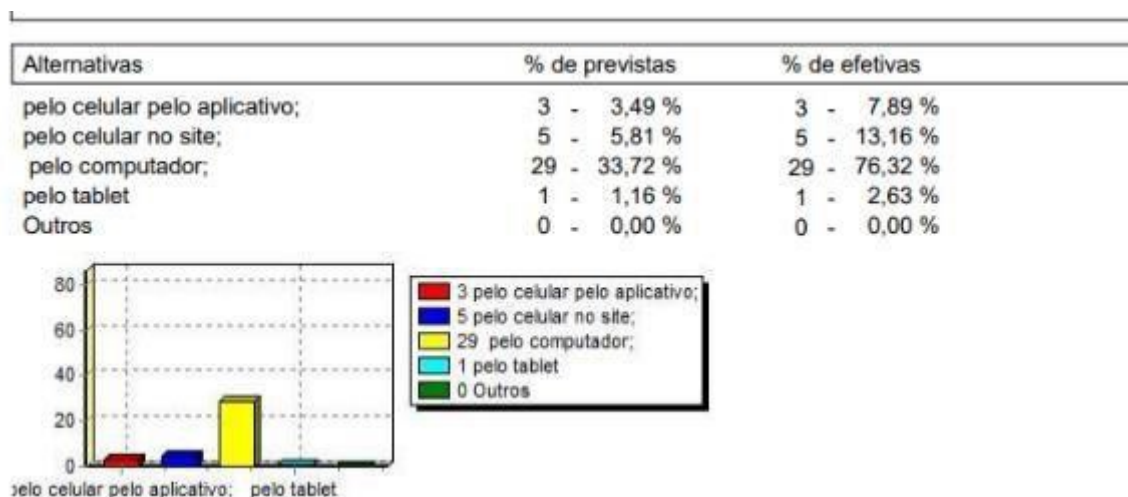 Alternativas % de previstas % de efetivas
pelo celular pelo aplicativo; 3 - 3,49 % 3 - 7,89 %
pelo celular no site; 5 - 5,81 % 5 - 13,16 %
pelo computador; 29 - 33,72 % 29 - 76,32 %
pelo tablet 1 - 1,16 % 1 - 2,63 %
Outros 0 - 0,00 % 0 - 0,00 %
80
60
40
20
0
pelo celular pelo aplicativo; pelo tablet
3 pelo celular pelo aplicativo;
5 pelo celular no site;
29 pelo computador;
1 pelo tablet
0 Outros